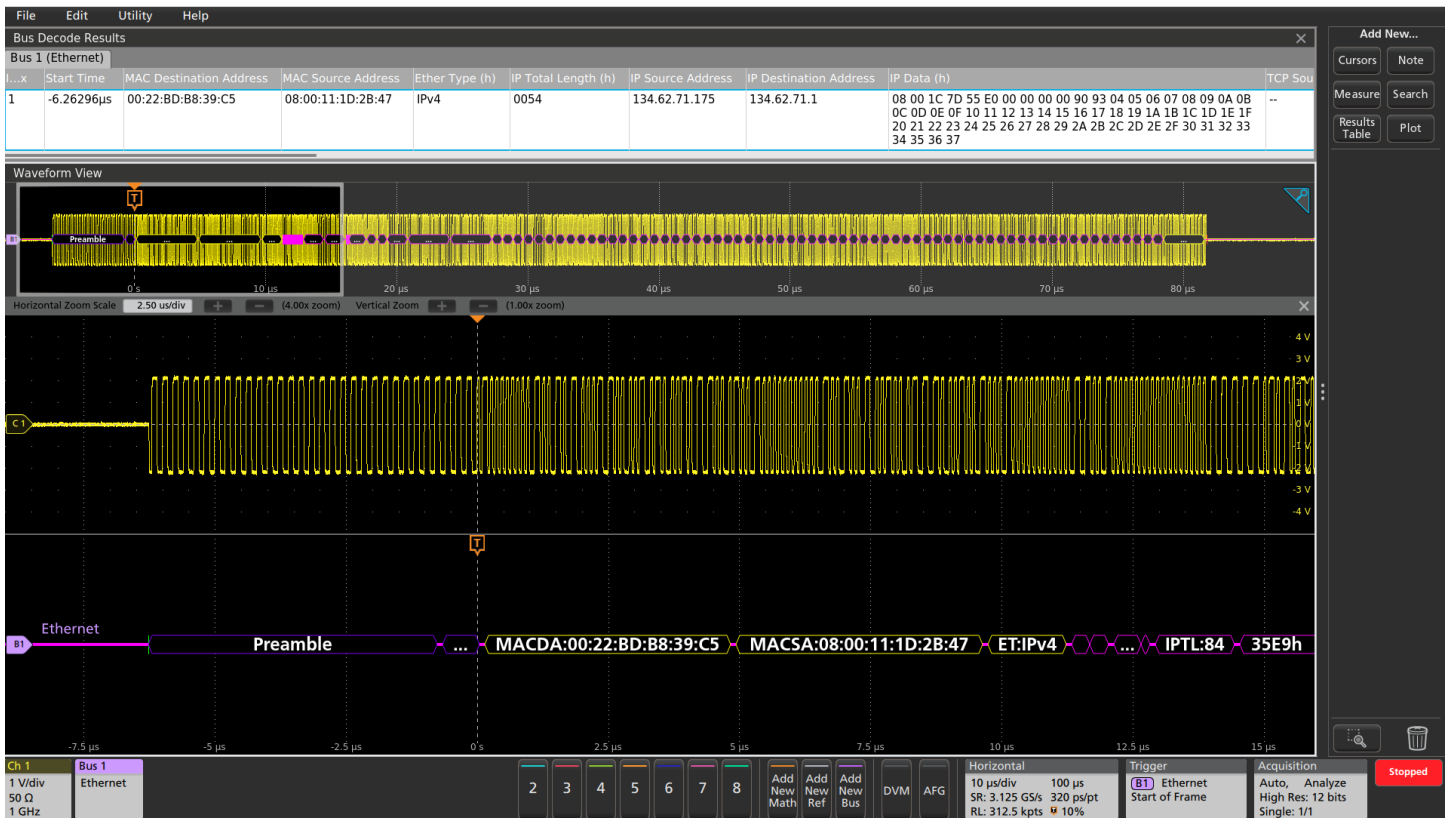 File Edit Utility Help
Add New...
Bus Decode Results
Bus 1 (Ethernet)
I...x Start Time MAC Destination Address MAC Source Address Ether Type (h) IP Total Length (h) IP Source Address IP Destination Address IP Data (h) TCP Sou
1 -6.26296µs 00:22:BD:B8:39:C5 08:00:11:1D:2B:47 IPv4 0054 134.62.71.175 134.62.71.1 08 00 1C 7D 55 E0 00 00 00 00 90 93 04 05 06 07 08 09 0A 0B --
0C 0D 0E 0F 10 11 12 13 14 15 16 17 18 19 1A 1B 1C 1D 1E 1F
20 21 22 23 24 25 26 27 28 29 2A 2B 2C 2D 2E 2F 30 31 32 33
34 35 36 37
Cursors Note
Measure Search
Results Table Plot
Waveform View
T
B1 Preamble ... ... ... ... ... ... ... ... ... ...
0 s 10 µs 20 µs 30 µs 40 µs 50 µs 60 µs 70 µs 80 µs
Horizontal Zoom Scale 2.50 us/div + − (4.00x zoom) Vertical Zoom + − (1.00x zoom)
4 V
3 V
2 V
1 V
C 1 0 V
-1 V
-2 V
-3 V
-4 V
T
Ethernet
B1 Preamble ... MACDA:00:22:BD:B8:39:C5 MACSA:08:00:11:1D:2B:47 ET:IPv4 ... IPTL:84 35E9h
-7.5 µs -5 µs -2.5 µs 0 s 2.5 µs 5 µs 7.5 µs 10 µs 12.5 µs 15 µs
Ch 1
1 V/div
50 Ω
1 GHz
Bus 1
Ethernet
2 3 4 5 6 7 8
Add New Math
Add New Ref
Add New Bus
DVM AFG
Horizontal
10 µs/div 100 µs
SR: 3.125 GS/s 320 ps/pt
RL: 312.5 kpts 10%
Trigger
B1 Ethernet
Start of Frame
Acquisition
Auto, Analyze
High Res: 12 bits
Single: 1/1
Stopped